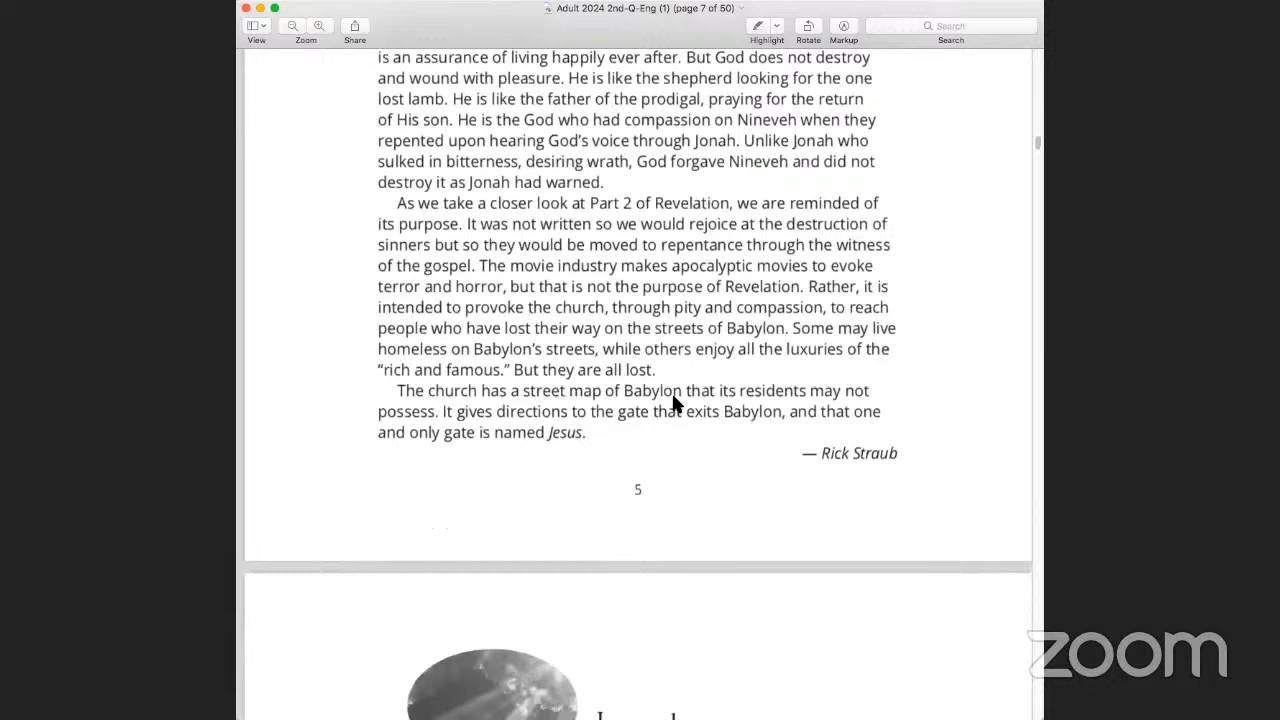 Adult 2024 2nd-Q-Eng (1) (page 7 of 50)
View Zoom Share Highlight Rotate Markup Search
Search
is an assurance of living happily ever after. But God does not destroy
and wound with pleasure. He is like the shepherd looking for the one
lost lamb. He is like the father of the prodigal, praying for the return
of His son. He is the God who had compassion on Nineveh when they
repented upon hearing God’s voice through Jonah. Unlike Jonah who
sulked in bitterness, desiring wrath, God forgave Nineveh and did not
destroy it as Jonah had warned.
As we take a closer look at Part 2 of Revelation, we are reminded of
its purpose. It was not written so we would rejoice at the destruction of
sinners but so they would be moved to repentance through the witness
of the gospel. The movie industry makes apocalyptic movies to evoke
terror and horror, but that is not the purpose of Revelation. Rather, it is
intended to provoke the church, through pity and compassion, to reach
people who have lost their way on the streets of Babylon. Some may live
homeless on Babylon’s streets, while others enjoy all the luxuries of the
“rich and famous.” But they are all lost.
The church has a street map of Babylon that its residents may not
possess. It gives directions to the gate that exits Babylon, and that one
and only gate is named Jesus.
— Rick Straub
5
zoom